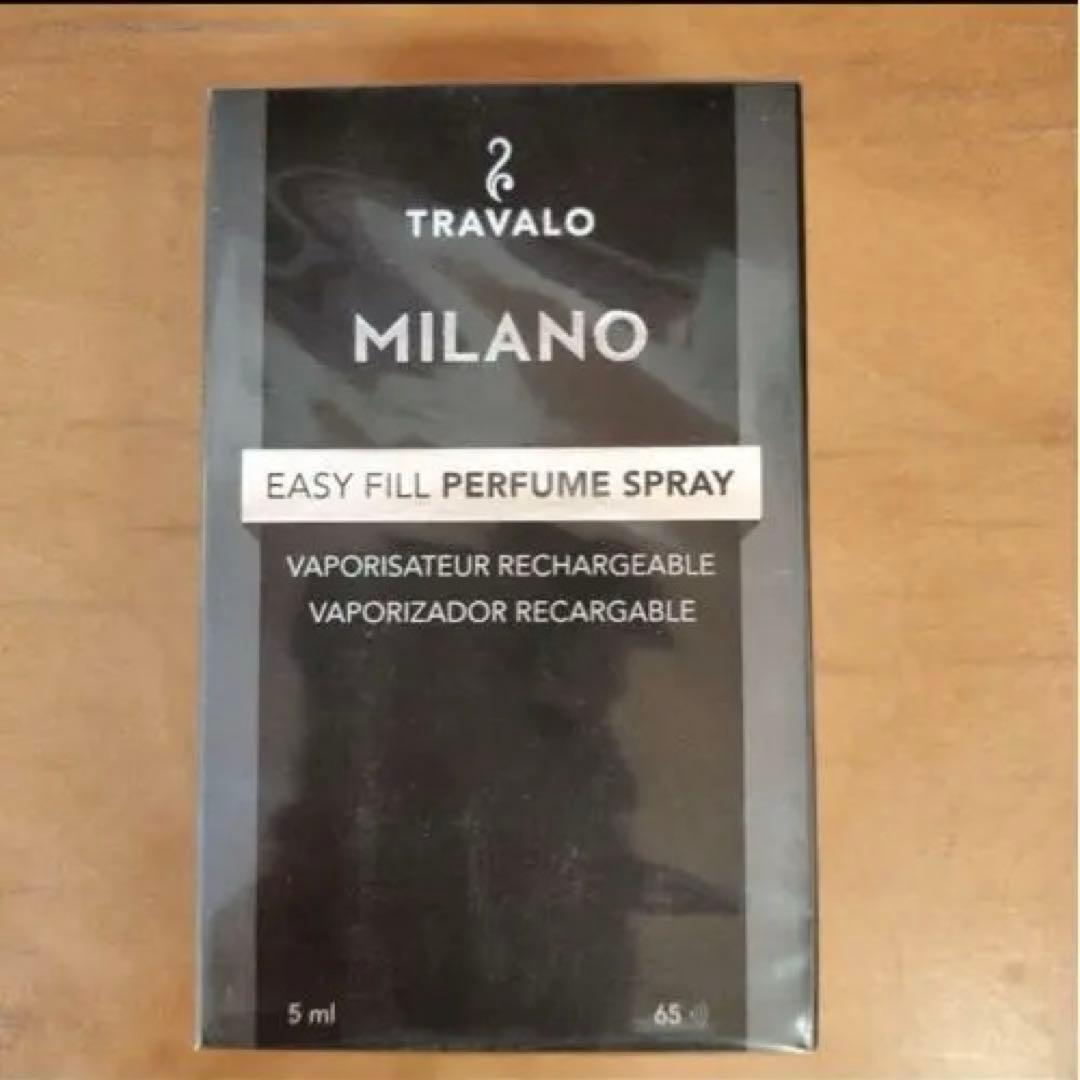 TRAVALO
MILANO
EASY FILL PERFUME SPRAY
VAPORISATEUR RECHARGEABLE
VAPORIZADOR RECARGABLE
5 ml 65